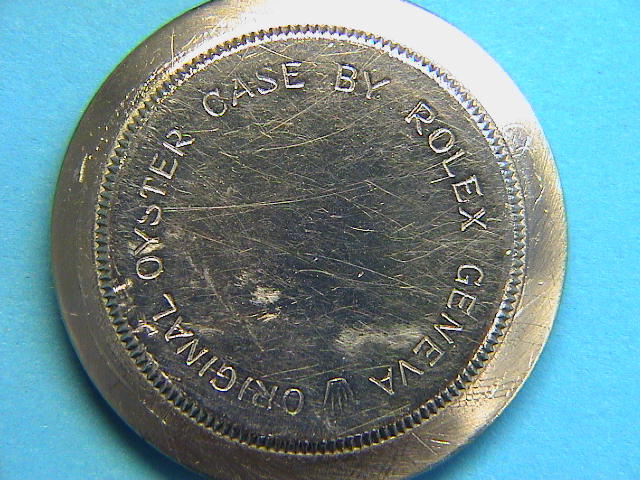 ORIGINAL OYSTER CASE BY ROLEX GENEVA